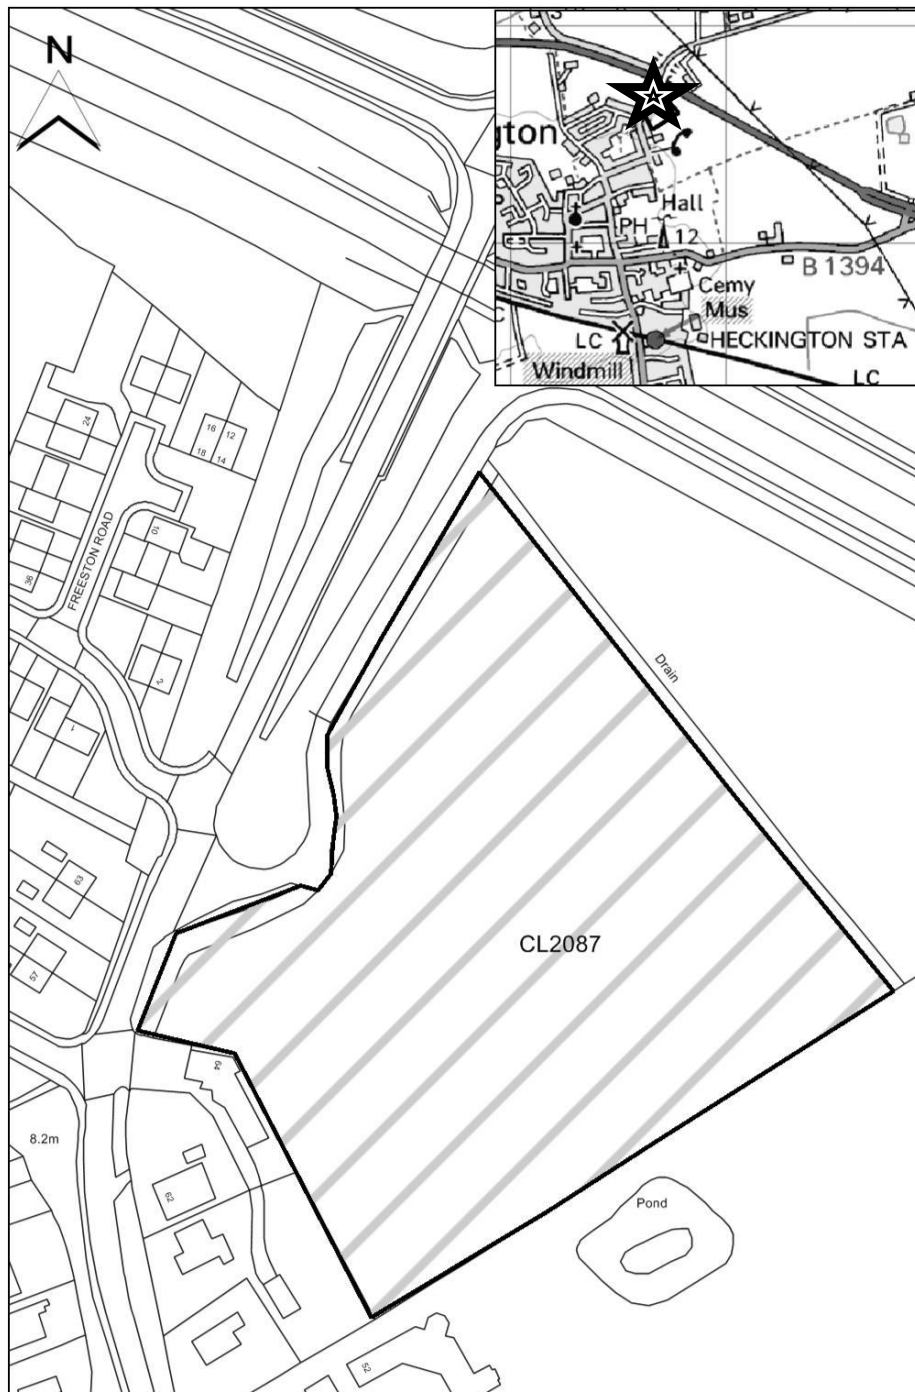 N
gton
Hall
PH
12
B 1394
Cemy
Mus
LC
HECKINGTON STA
Windmill
LC
24
16
12
18
14
10
FREESTON ROAD
36
2
1
Drain
63
57
CL2087
64
8.2m
62
Pond
52